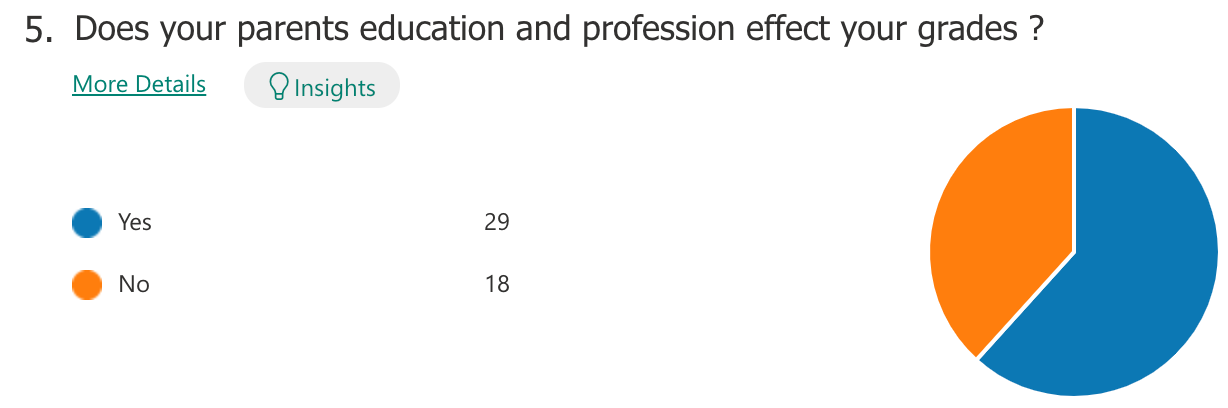 5. Does your parents education and profession effect your grades ?
More Details Insights
Yes 29
No 18